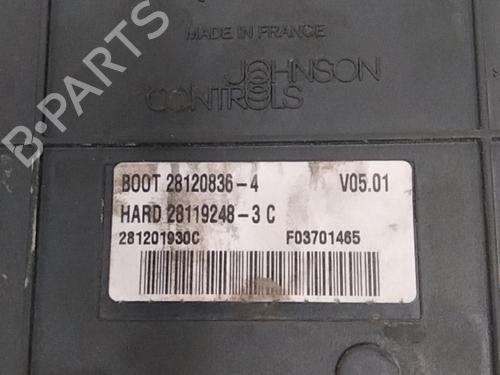 MADE IN FRANCE
JOHNSON
CONTROLS
B-PARTS
BOOT 28120836-4 V05.01
HARD 28119248-3 C
281201930C F03701465